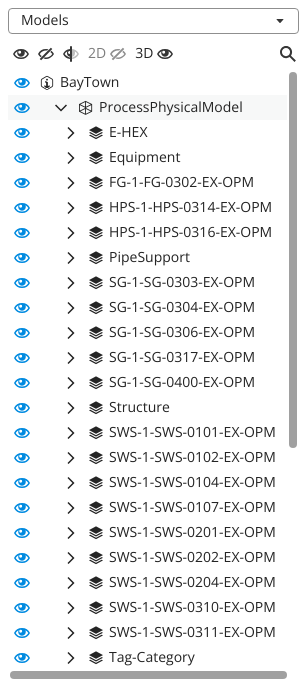 Models
2D 3D
BayTown
ProcessPhysicalModel
E-HEX
Equipment
FG-1-FG-0302-EX-OPM
HPS-1-HPS-0314-EX-OPM
HPS-1-HPS-0316-EX-OPM
PipeSupport
SG-1-SG-0303-EX-OPM
SG-1-SG-0304-EX-OPM
SG-1-SG-0306-EX-OPM
SG-1-SG-0317-EX-OPM
SG-1-SG-0400-EX-OPM
Structure
SWS-1-SWS-0101-EX-OPM
SWS-1-SWS-0102-EX-OPM
SWS-1-SWS-0104-EX-OPM
SWS-1-SWS-0107-EX-OPM
SWS-1-SWS-0201-EX-OPM
SWS-1-SWS-0202-EX-OPM
SWS-1-SWS-0204-EX-OPM
SWS-1-SWS-0310-EX-OPM
SWS-1-SWS-0311-EX-OPM
Tag-Category